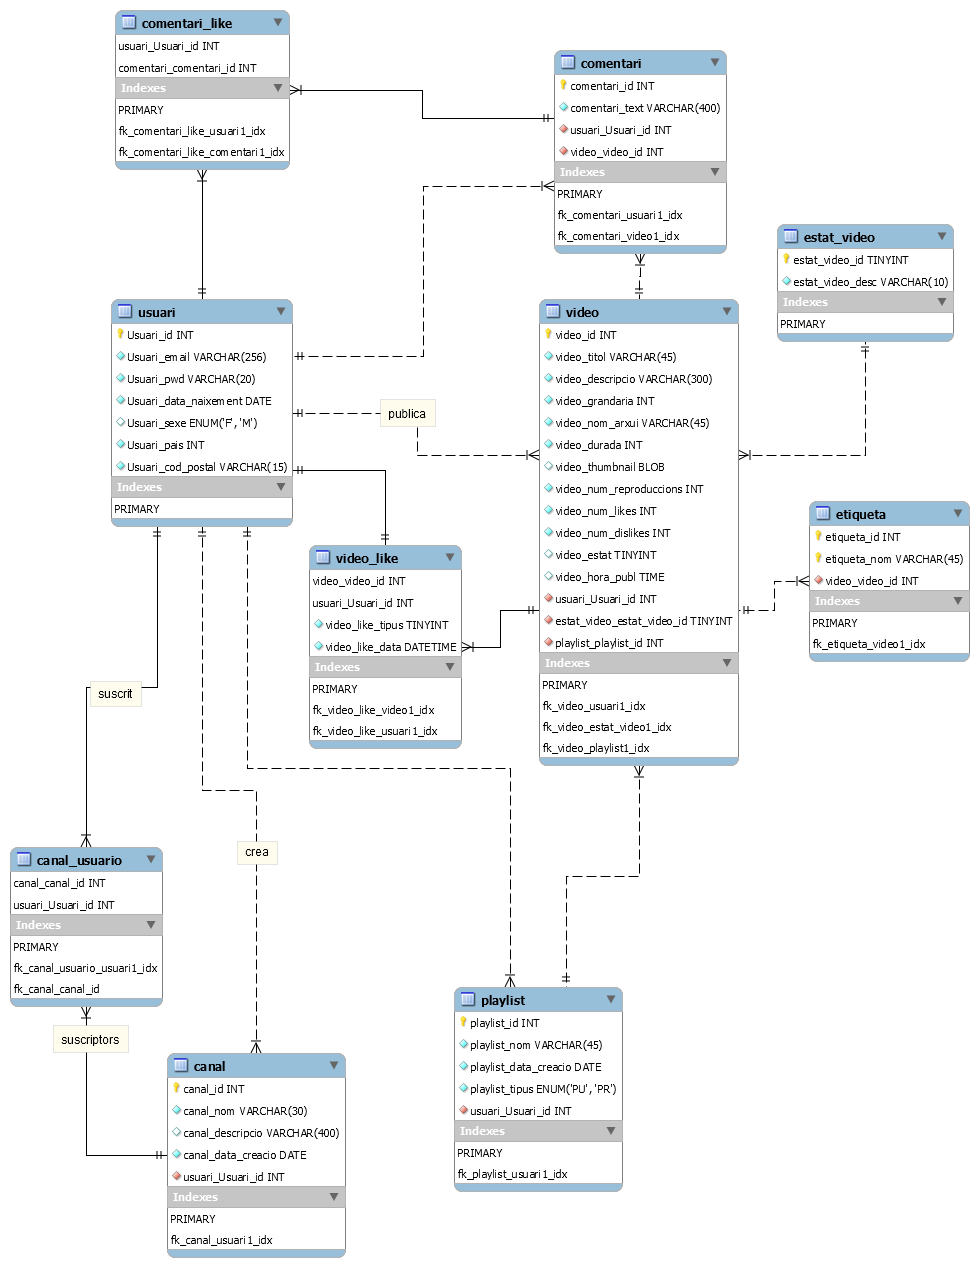 comentari_like
usuari_Usuari_id INT
comentari_comentari_id INT
Indexes
PRIMARY
fk_comentari_like_usuari1_idx
fk_comentari_like_comentari1_idx
comentari
comentari_id INT
comentari_text VARCHAR(400)
usuari_Usuari_id INT
video_video_id INT
Indexes
PRIMARY
fk_comentari_usuari1_idx
fk_comentari_video1_idx
estat_video
estat_video_id TINYINT
estat_video_desc VARCHAR(10)
Indexes
PRIMARY
usuari
Usuari_id INT
Usuari_email VARCHAR(256)
Usuari_pwd VARCHAR(20)
Usuari_data_naixement DATE
Usuari_sexe ENUM('F', 'M')
Usuari_pais INT
Usuari_cod_postal VARCHAR(15)
Indexes
PRIMARY
publica
video
video_id INT
video_titol VARCHAR(45)
video_descripcio VARCHAR(300)
video_grandaria INT
video_nom_arxui VARCHAR(45)
video_durada INT
video_thumbnail BLOB
video_num_reproduccions INT
video_num_likes INT
video_num_dislikes INT
video_estat TINYINT
video_hora_publ TIME
usuari_Usuari_id INT
estat_video_estat_video_id TINYINT
playlist_playlist_id INT
Indexes
PRIMARY
fk_video_usuari1_idx
fk_video_estat_video1_idx
fk_video_playlist1_idx
etiqueta
etiqueta_id INT
etiqueta_nom VARCHAR(45)
video_video_id INT
Indexes
PRIMARY
fk_etiqueta_video1_idx
video_like
video_video_id INT
usuari_Usuari_id INT
video_like_tipus TINYINT
video_like_data DATETIME
Indexes
PRIMARY
fk_video_like_video1_idx
fk_video_like_usuari1_idx
suscrit
crea
canal_usuario
canal_canal_id INT
usuari_Usuari_id INT
Indexes
PRIMARY
fk_canal_usuario_usuari1_idx
fk_canal_canal_id
suscriptors
canal
canal_id INT
canal_nom VARCHAR(30)
canal_descripcio VARCHAR(400)
canal_data_creacio DATE
usuari_Usuari_id INT
Indexes
PRIMARY
fk_canal_usuari1_idx
playlist
playlist_id INT
playlist_nom VARCHAR(45)
playlist_data_creacio DATE
playlist_tipus ENUM('PU', 'PR')
usuari_Usuari_id INT
Indexes
PRIMARY
fk_playlist_usuari1_idx